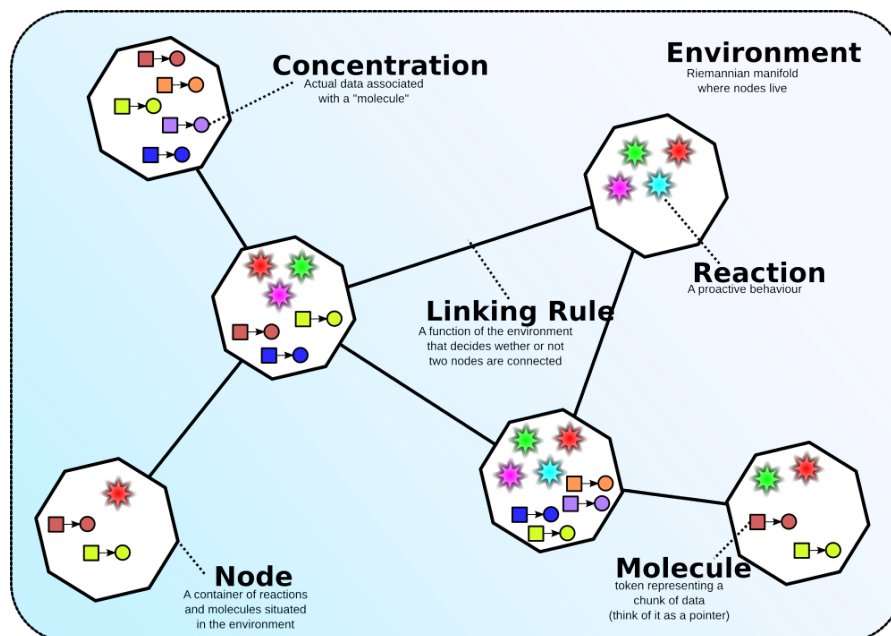 Concentration
Actual data associated
with a "molecule"
Environment
Riemannian manifold
where nodes live
Reaction
A proactive behaviour
Linking Rule
A function of the environment
that decides wether or not
two nodes are connected
Node
A container of reactions
and molecules situated
in the environment
Molecule
token representing a
chunk of data
(think of it as a pointer)